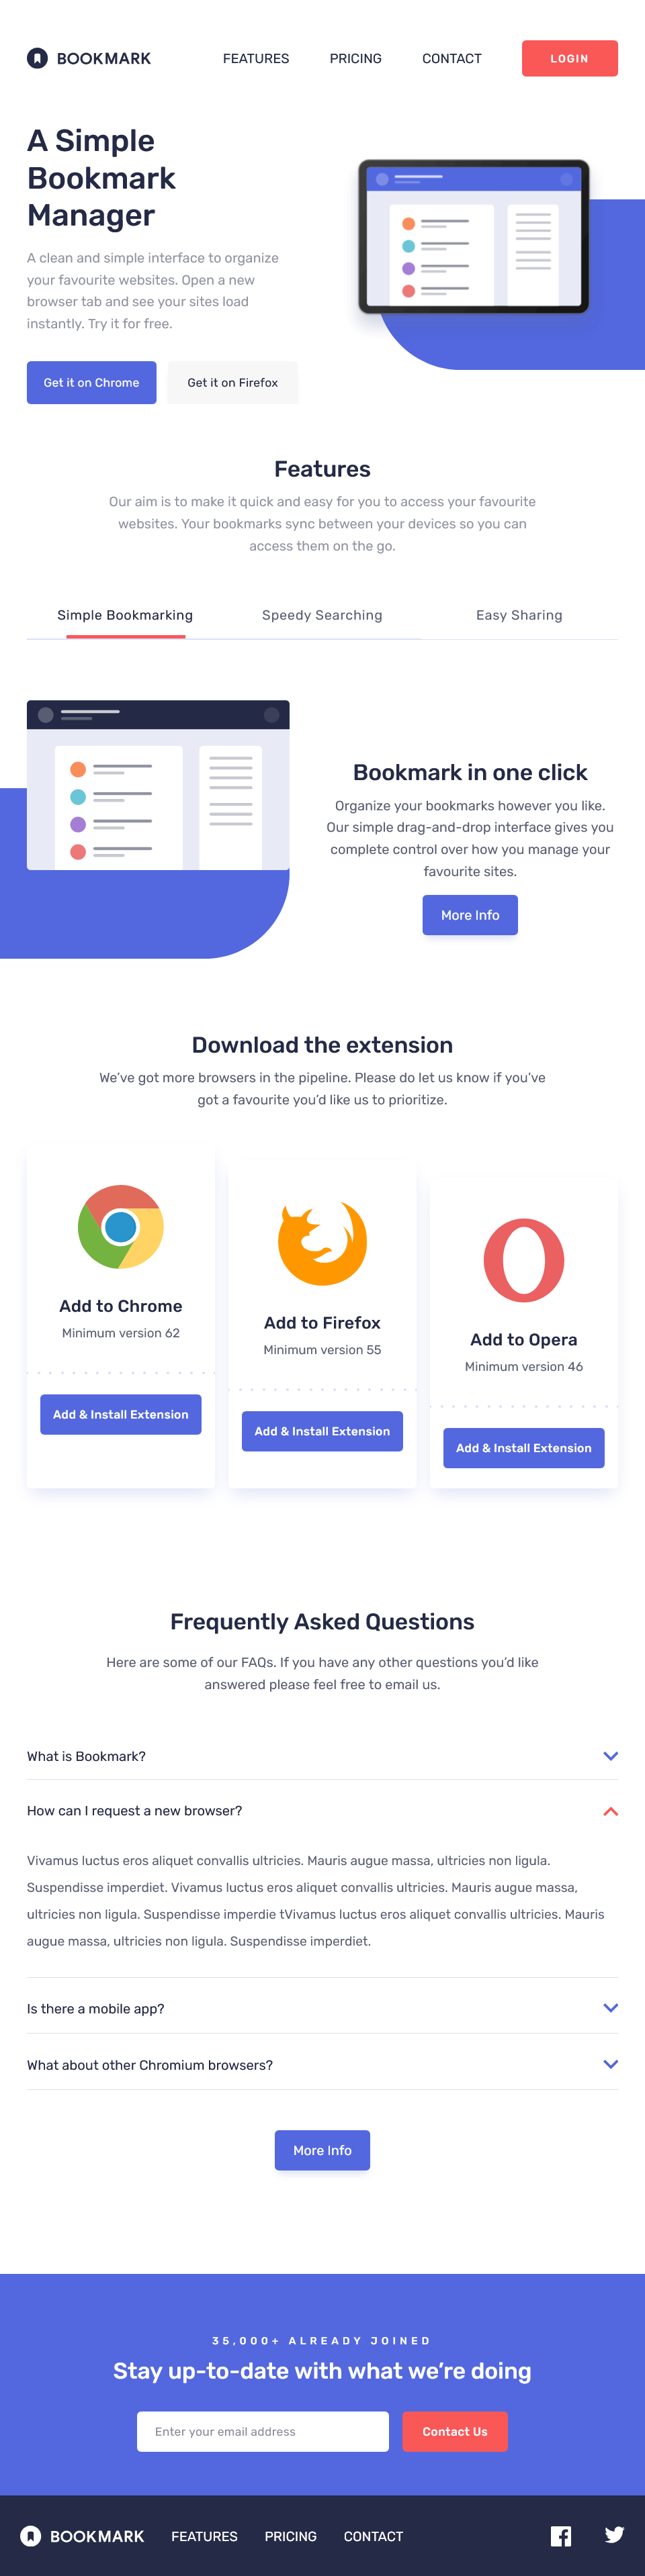 BOOKMARK
FEATURES PRICING CONTACT LOGIN
A Simple
Bookmark
Manager
A clean and simple interface to organize
your favourite websites. Open a new
browser tab and see your sites load
instantly. Try it for free.
Get it on Chrome Get it on Firefox
Features
Our aim is to make it quick and easy for you to access your favourite
websites. Your bookmarks sync between your devices so you can
access them on the go.
Simple Bookmarking Speedy Searching Easy Sharing
Bookmark in one click
Organize your bookmarks however you like.
Our simple drag-and-drop interface gives you
complete control over how you manage your
favourite sites.
More Info
Download the extension
We’ve got more browsers in the pipeline. Please do let us know if you’ve
got a favourite you’d like us to prioritize.
Add to Chrome
Minimum version 62
Add & Install Extension
Add to Firefox
Minimum version 55
Add & Install Extension
Add to Opera
Minimum version 46
Add & Install Extension
Frequently Asked Questions
Here are some of our FAQs. If you have any other questions you’d like
answered please feel free to email us.
What is Bookmark?
How can I request a new browser?
Vivamus luctus eros aliquet convallis ultricies. Mauris augue massa, ultricies non ligula.
Suspendisse imperdiet. Vivamus luctus eros aliquet convallis ultricies. Mauris augue massa,
ultricies non ligula. Suspendisse imperdie tVivamus luctus eros aliquet convallis ultricies. Mauris
augue massa, ultricies non ligula. Suspendisse imperdiet.
Is there a mobile app?
What about other Chromium browsers?
More Info
35,000+ ALREADY JOINED
Stay up-to-date with what we’re doing
Enter your email address Contact Us
BOOKMARK FEATURES PRICING CONTACT